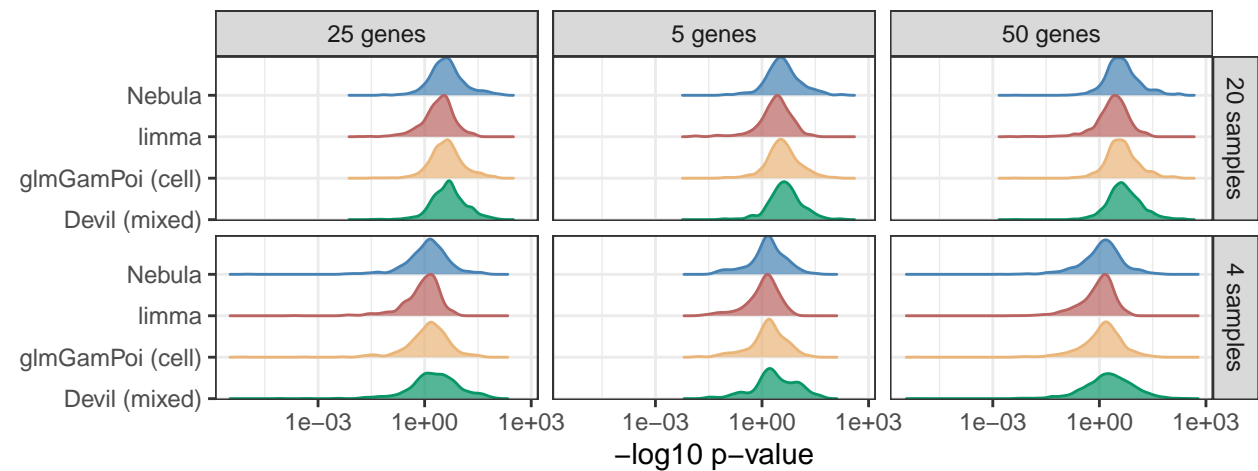 25 genes
5 genes
50 genes
20 samples
Nebula
limma
glmGamPoi (cell)
Devil (mixed)
4 samples
Nebula
limma
glmGamPoi (cell)
Devil (mixed)
1e−03 1e+00 1e+03
1e−03 1e+00 1e+03
1e−03 1e+00 1e+03
−log10 p−value